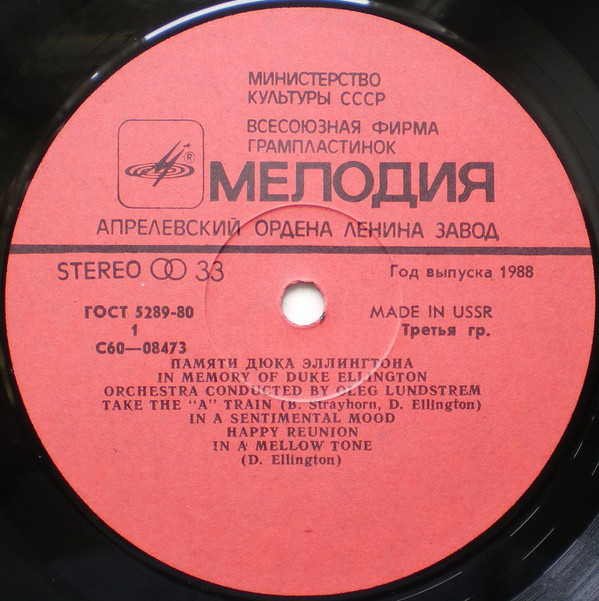 МИНИСТЕРСТВО
КУЛЬТУРЫ СССР
ВСЕСОЮЗНАЯ ФИРМА
ГРАМПЛАСТИНОК
® МЕЛОДИЯ
АПРЕЛЕВСКИЙ ОРДЕНА ЛЕНИНА ЗАВОД
STEREO 33
Год выпуска 1988
ГОСТ 5289-80
MADE IN USSR
1
Третья гр.
С60—08473
ПАМЯТИ ДЮКА ЭЛЛИНГТОНА
IN MEMORY OF DUKE ELLINGTON
ORCHESTRA CONDUCTED BY OLEG LUNDSTREM
TAKE THE "A" TRAIN (B. Strayhorn, D. Ellington)
IN A SENTIMENTAL MOOD
HAPPY REUNION
IN A MELLOW TONE
(D. Ellington)